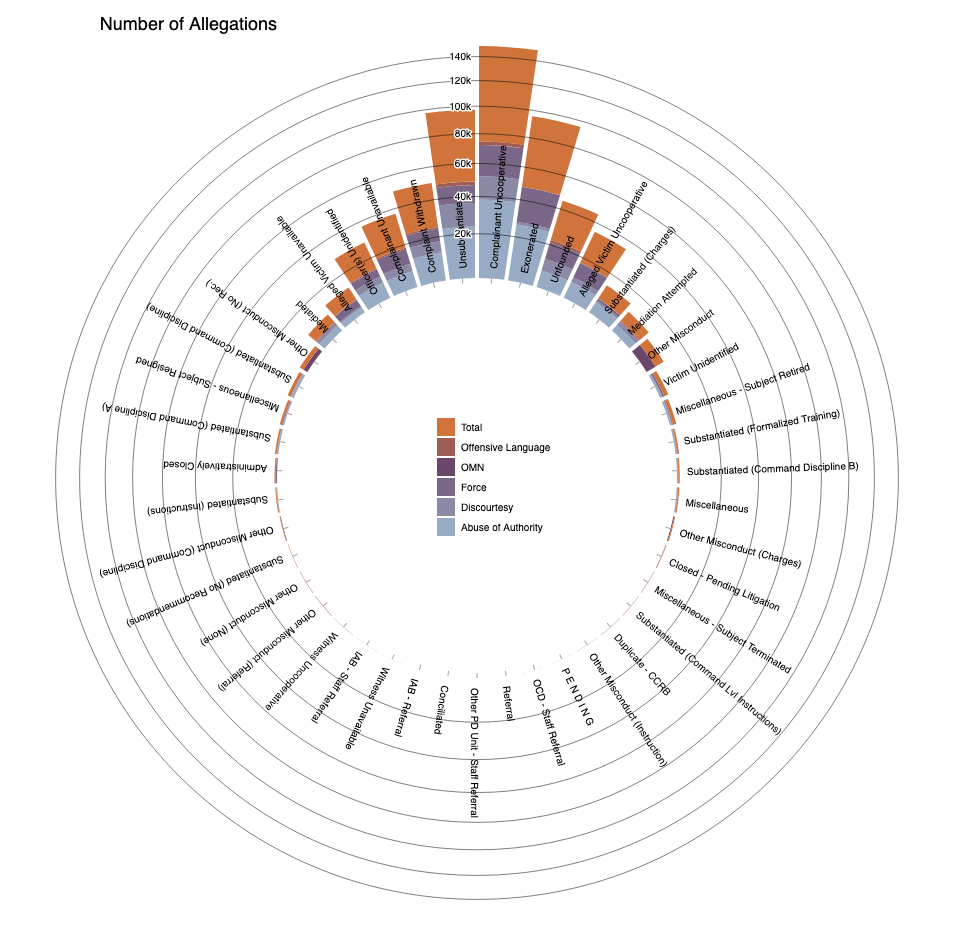 Number of Allegations
140k
120k
100k
80k
60k
40k
20k
Complainant Uncooperative
Exonerated
Unfounded
Alleged Victim Uncooperative
Substantiated (Charges)
Mediation Attempted
Other Misconduct
Victim Unidentified
Miscellaneous - Subject Retired
Substantiated (Formalized Training)
Substantiated (Command Discipline B)
Miscellaneous
Other Misconduct (Charges)
Closed - Pending Litigation
Miscellaneous - Subject Terminated
Substantiated (Command Lvl Instructions)
Duplicate - CCRB
Other Misconduct (Instruction)
P E N D I N G
OCD - Staff Referral
Referral
Other PD Unit - Staff Referral
Conciliated
IAB - Referral
Witness Unavailable
IAB - Staff Referral
Witness Uncooperative
Other Misconduct (Referral)
Other Misconduct (None)
Substantiated (No Recommendations)
Other Misconduct (Command Discipline)
Substantiated (Instructions)
Administratively Closed
Substantiated (Command Discipline A)
Miscellaneous - Subject Resigned
Substantiated (Command Discipline)
Other Misconduct (No Rec.)
Mediated
Alleged Victim Unavailable
Officer(s) Unidentified
Complainant Unavailable
Complaint Withdrawn
Unsubstantiated
Total
Offensive Language
OMN
Force
Discourtesy
Abuse of Authority